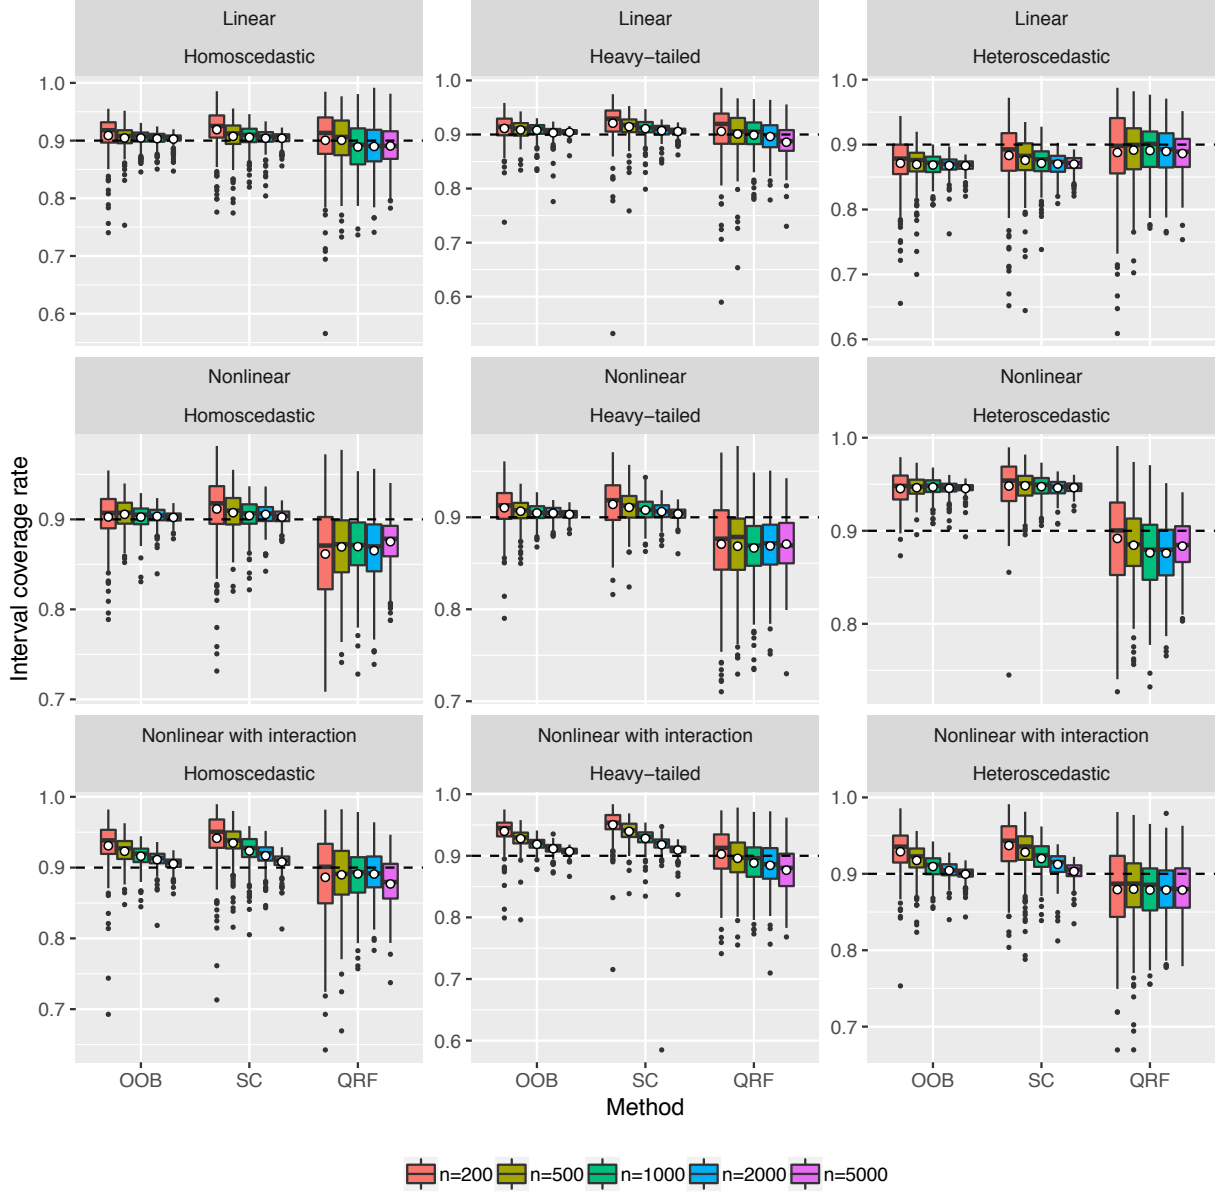 Linear
Homoscedastic
Linear
Heavy−tailed
Linear
Heteroscedastic
1.0
0.9
0.8
0.7
0.6
1.0
0.9
0.8
0.7
0.6
1.0
0.9
0.8
0.7
0.6
Nonlinear
Homoscedastic
Nonlinear
Heavy−tailed
Nonlinear
Heteroscedastic
Interval coverage rate
0.9
0.8
0.7
0.9
0.8
0.7
1.0
0.9
0.8
Nonlinear with interaction
Homoscedastic
Nonlinear with interaction
Heavy−tailed
Nonlinear with interaction
Heteroscedastic
1.0
0.9
0.8
0.7
1.0
0.9
0.8
0.7
0.6
1.0
0.9
0.8
0.7
OOB SC QRF
OOB SC QRF
OOB SC QRF
Method
n=200 n=500 n=1000 n=2000 n=5000